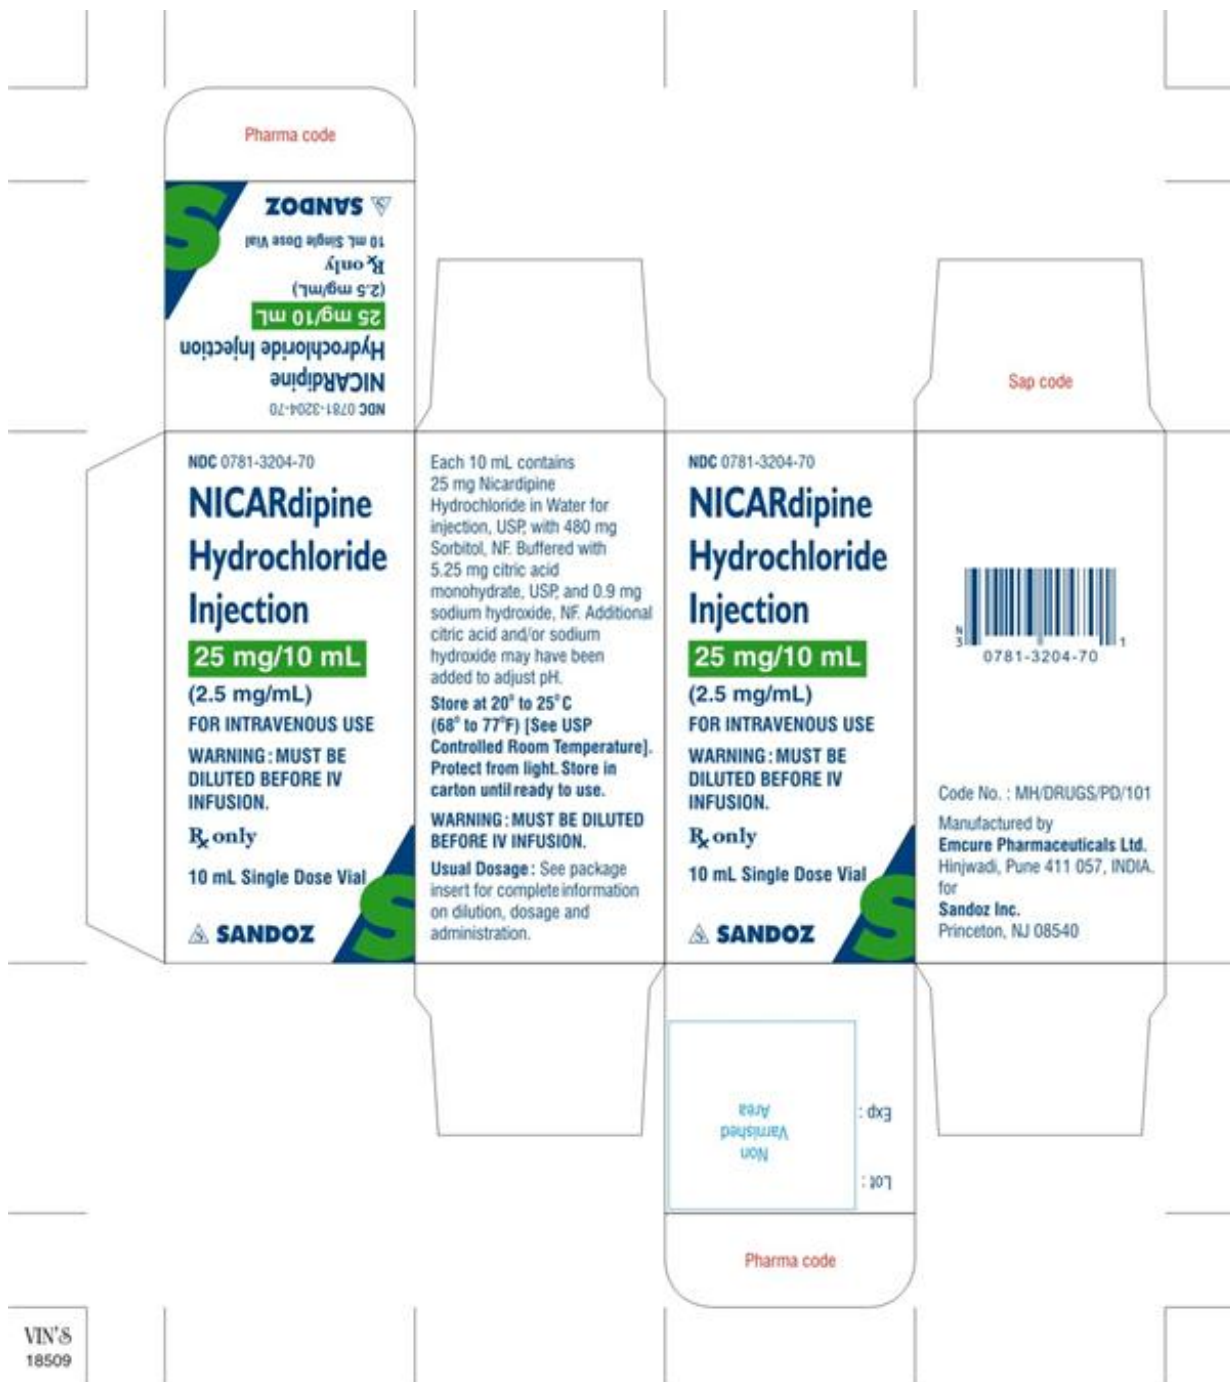 Pharma code
SANDOZ
10 mL Single Dose Vial
Rx only
(2.5 mg/mL)
25 mg/10 mL
Hydrochloride Injection
NICARdipine
NDC 0781-3204-70
Sap code
NDC 0781-3204-70
NICARdipine
Hydrochloride
Injection
25 mg/10 mL
(2.5 mg/mL)
FOR INTRAVENOUS USE
WARNING : MUST BE
DILUTED BEFORE IV
INFUSION.
Rx only
10 mL Single Dose Vial
SANDOZ
Each 10 mL contains
25 mg Nicardipine
Hydrochloride in Water for
injection, USP, with 480 mg
Sorbitol, NF. Buffered with
5.25 mg citric acid
monohydrate, USP, and 0.9 mg
sodium hydroxide, NF. Additional
citric acid and/or sodium
hydroxide may have been
added to adjust pH.
Store at 20° to 25°C
(68° to 77°F) [See USP
Controlled Room Temperature].
Protect from light. Store in
carton until ready to use.
WARNING : MUST BE DILUTED
BEFORE IV INFUSION.
Usual Dosage : See package
insert for complete information
on dilution, dosage and
administration.
NDC 0781-3204-70
NICARdipine
Hydrochloride
Injection
25 mg/10 mL
(2.5 mg/mL)
FOR INTRAVENOUS USE
WARNING : MUST BE
DILUTED BEFORE IV
INFUSION.
Rx only
10 mL Single Dose Vial
SANDOZ
N
3 0781-3204-70 1
Code No. : MH/DRUGS/PD/101
Manufactured by
Emcure Pharmaceuticals Ltd.
Hinjwadi, Pune 411 057, INDIA.
for
Sandoz Inc.
Princeton, NJ 08540
Lot :
Exp :
Non
Varnished
Area
Pharma code
VIN'S
18509